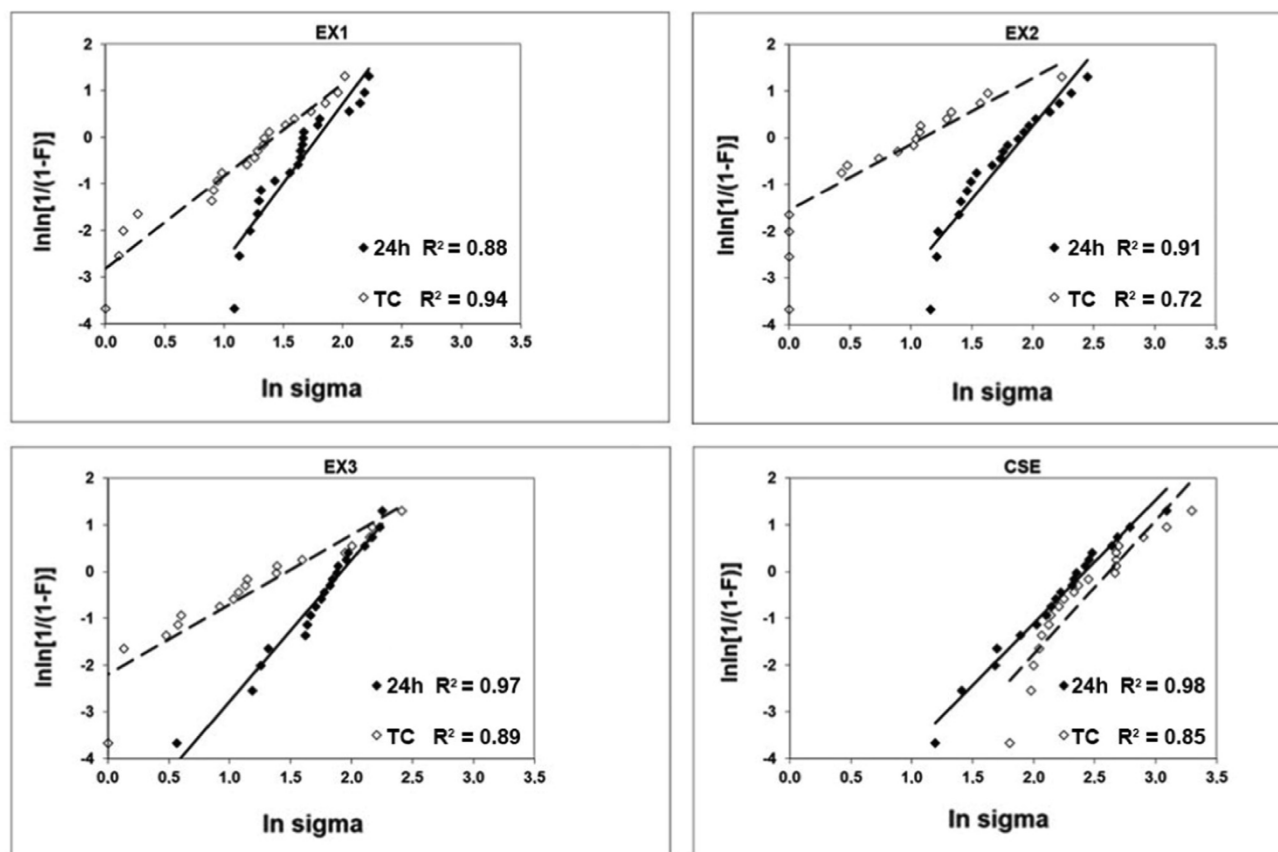 EX1
2
1
0
-1
-2
-3
-4
lnln[1/(1-F)]
24h R² = 0.88
TC R² = 0.94
0.0 0.5 1.0 1.5 2.0 2.5 3.0 3.5
ln sigma
EX2
2
1
0
-1
-2
-3
-4
lnln[1/(1-F)]
24h R² = 0.91
TC R² = 0.72
0.0 0.5 1.0 1.5 2.0 2.5 3.0 3.5
ln sigma
EX3
2
1
0
-1
-2
-3
-4
lnln[1/(1-F)]
24h R² = 0.97
TC R² = 0.89
0.0 0.5 1.0 1.5 2.0 2.5 3.0 3.5
ln sigma
CSE
2
1
0
-1
-2
-3
-4
lnln[1/(1-F)]
24h R² = 0.98
TC R² = 0.85
0.0 0.5 1.0 1.5 2.0 2.5 3.0 3.5
ln sigma